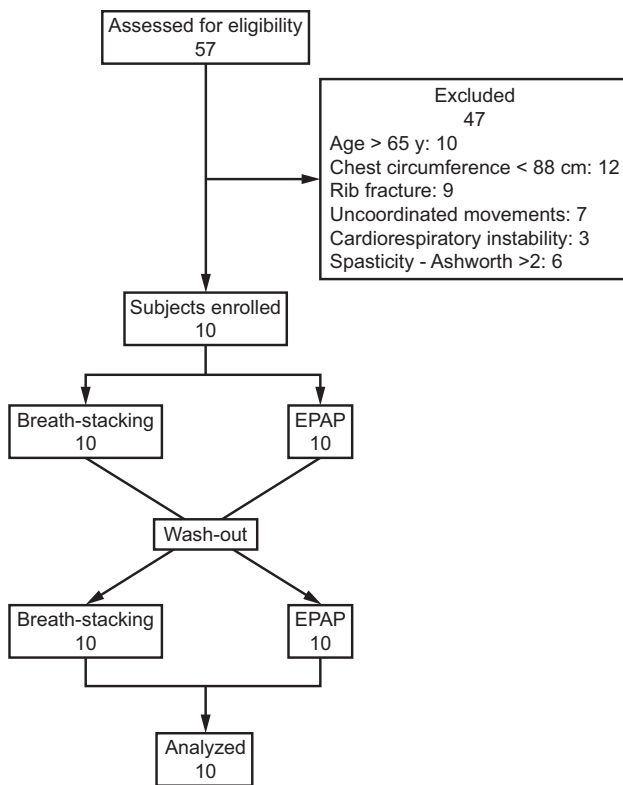 Assessed for eligibility
57
Excluded
47
Age > 65 y: 10
Chest circumference < 88 cm: 12
Rib fracture: 9
Uncoordinated movements: 7
Cardiorespiratory instability: 3
Spasticity - Ashworth >2: 6
Subjects enrolled
10
Breath-stacking
10
EPAP
10
Wash-out
Breath-stacking
10
EPAP
10
Analyzed
10